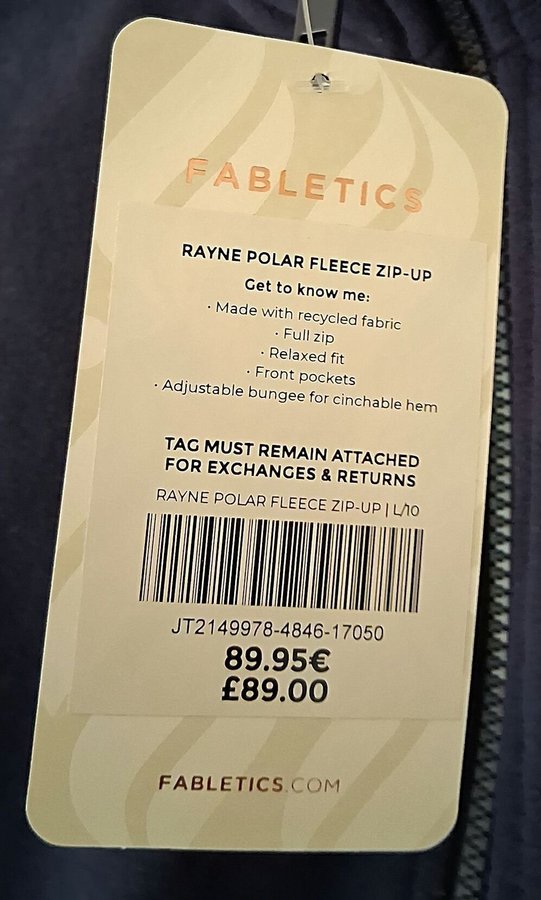 FABLETICS
RAYNE POLAR FLEECE ZIP-UP
Get to know me:
· Made with recycled fabric
· Full zip
· Relaxed fit
· Front pockets
· Adjustable bungee for cinchable hem
TAG MUST REMAIN ATTACHED
FOR EXCHANGES & RETURNS
RAYNE POLAR FLEECE ZIP-UP | L/10
JT2149978-4846-17050
89.95€
£89.00
FABLETICS.COM